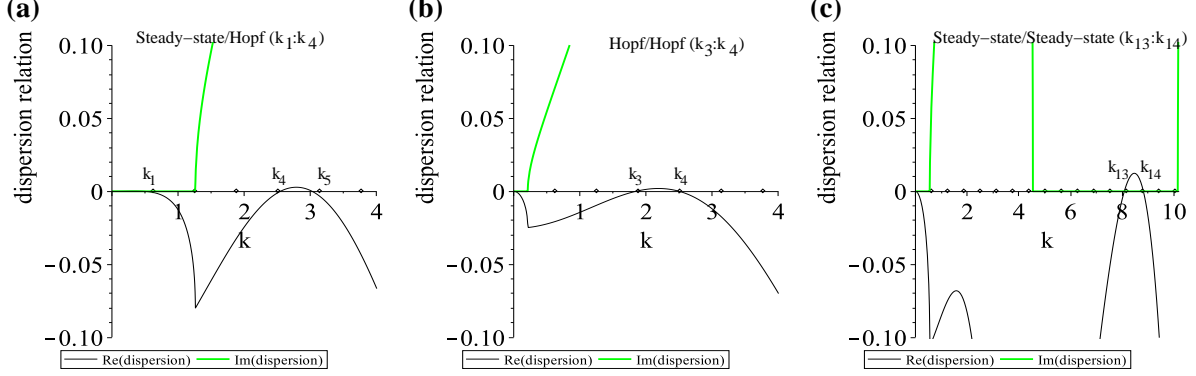 (a)
Steady−state/Hopf (k1:k4)
dispersion relation
0.10
0.05
0
−0.05
−0.10
k1
k4
k5
1
2
3
4
k
Re(dispersion)
Im(dispersion)
(b)
Hopf/Hopf (k3:k4)
dispersion relation
0.10
0.05
0
−0.05
−0.10
k3
k4
1
2
3
4
k
Re(dispersion)
Im(dispersion)
(c)
Steady−state/Steady−state (k13:k14)
dispersion relation
0.10
0.05
0
−0.05
−0.10
k13
k14
2
4
6
8
10
k
Re(dispersion)
Im(dispersion)